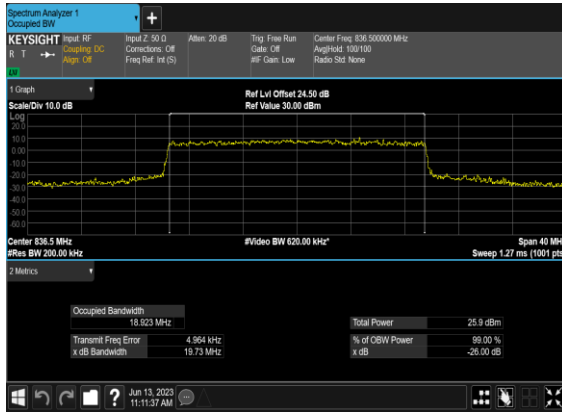 Spectrum Analyzer 1
Occupied BW
+
KEYSIGHT
R T
LXI
Input: RF
Coupling: DC
Align: Off
Input Z: 50 Ω
Corrections: Off
Freq Ref: Int (S)
Atten: 20 dB
Trig: Free Run
Gate: Off
#IF Gain: Low
Center Freq: 836.500000 MHz
Avg|Hold: 100/100
Radio Std: None
1 Graph
Scale/Div 10.0 dB
Ref Lvl Offset 24.50 dB
Ref Value 30.00 dBm
Log
20.0
10.0
0.00
-10.0
-20.0
-30.0
-40.0
-50.0
-60.0
Center 836.5 MHz
#Res BW 200.00 kHz
#Video BW 620.00 kHz*
Span 40 MH
Sweep 1.27 ms (1001 pts
2 Metrics
Occupied Bandwidth
18.923 MHz
Transmit Freq Error 4.964 kHz
x dB Bandwidth 19.73 MHz
Total Power 25.9 dBm
% of OBW Power 99.00 %
x dB -26.00 dB
?
Jun 13, 2023
11:11:37 AM